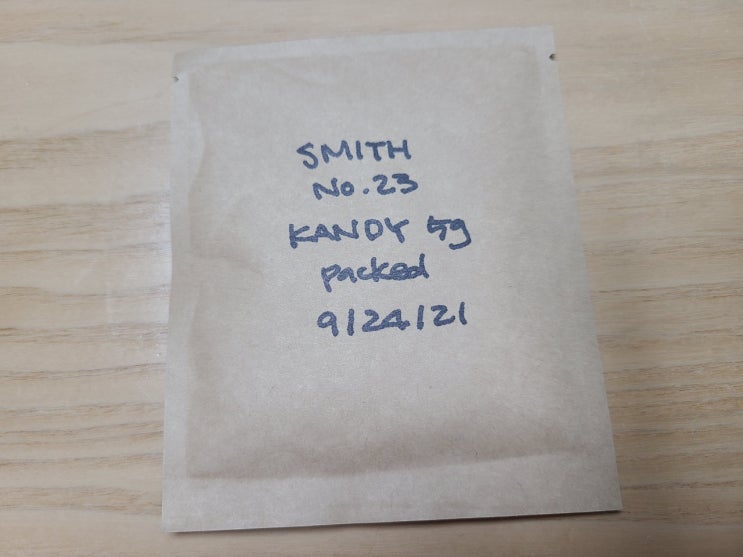 SMITH
No. 23
KANDY 5g
packed
9/24/21